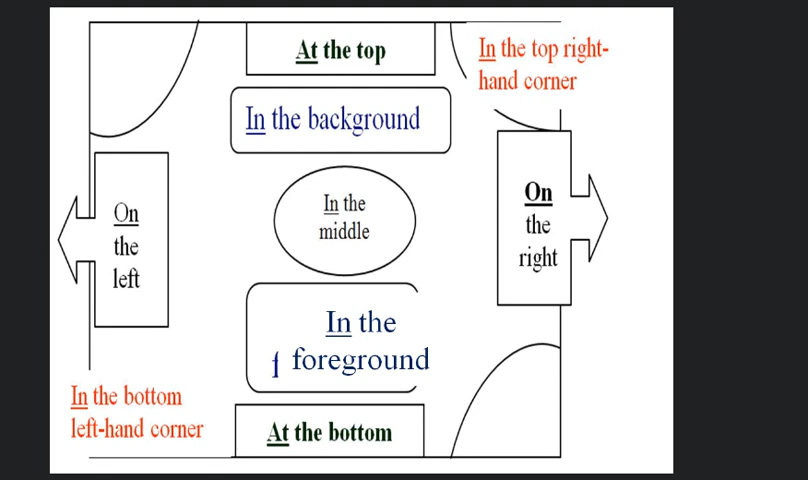 At the top
In the top right-
hand corner
In the background
In the
middle
On
the
left
On
the
right
In the
foreground
In the bottom
left-hand corner
At the bottom